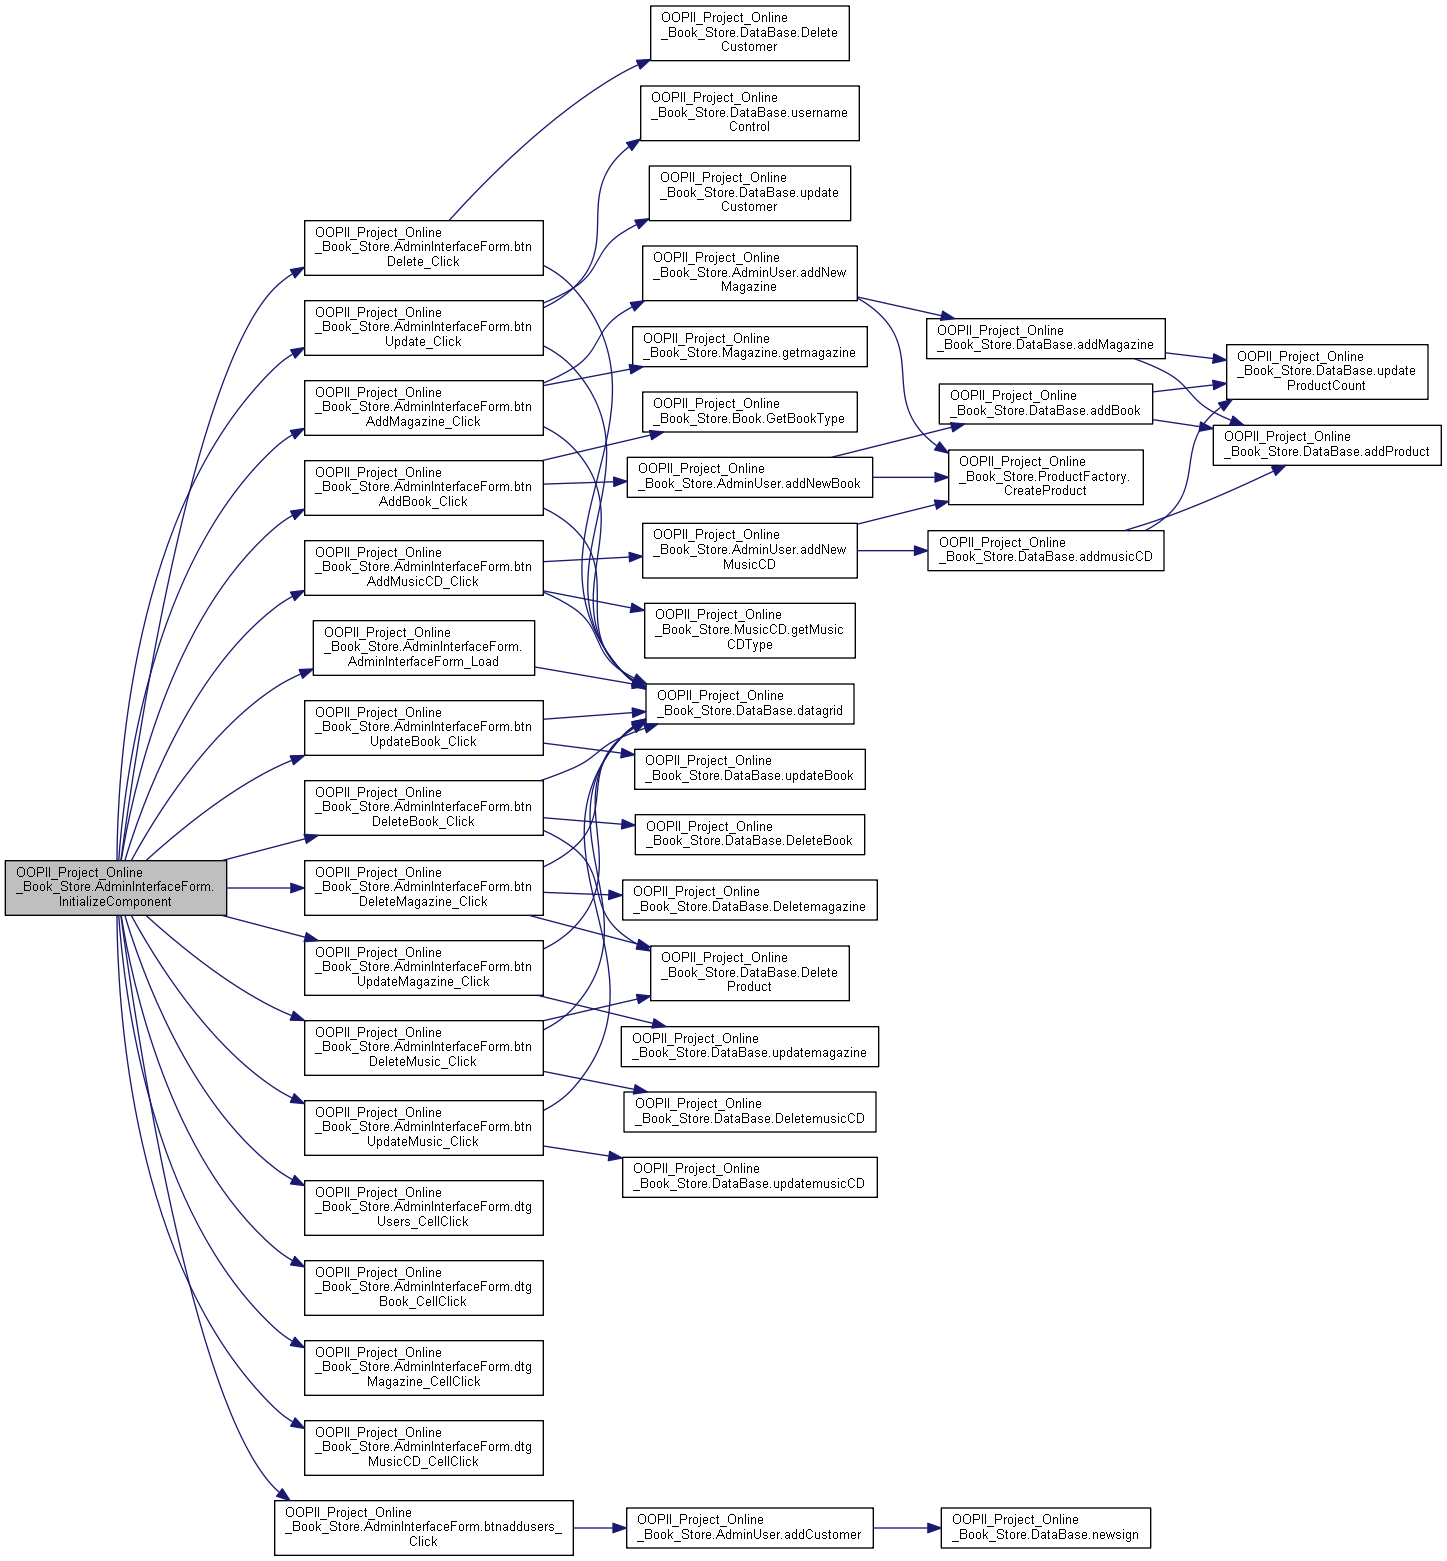 OOPII_Project_Online
_Book_Store.AdminInterfaceForm.
InitializeComponent
OOPII_Project_Online
_Book_Store.AdminInterfaceForm.btn
Delete_Click
OOPII_Project_Online
_Book_Store.AdminInterfaceForm.btn
Update_Click
OOPII_Project_Online
_Book_Store.AdminInterfaceForm.btn
AddMagazine_Click
OOPII_Project_Online
_Book_Store.AdminInterfaceForm.btn
AddBook_Click
OOPII_Project_Online
_Book_Store.AdminInterfaceForm.btn
AddMusicCD_Click
OOPII_Project_Online
_Book_Store.AdminInterfaceForm.
AdminInterfaceForm_Load
OOPII_Project_Online
_Book_Store.AdminInterfaceForm.btn
UpdateBook_Click
OOPII_Project_Online
_Book_Store.AdminInterfaceForm.btn
DeleteBook_Click
OOPII_Project_Online
_Book_Store.AdminInterfaceForm.btn
DeleteMagazine_Click
OOPII_Project_Online
_Book_Store.AdminInterfaceForm.btn
UpdateMagazine_Click
OOPII_Project_Online
_Book_Store.AdminInterfaceForm.btn
DeleteMusic_Click
OOPII_Project_Online
_Book_Store.AdminInterfaceForm.btn
UpdateMusic_Click
OOPII_Project_Online
_Book_Store.AdminInterfaceForm.dtg
Users_CellClick
OOPII_Project_Online
_Book_Store.AdminInterfaceForm.dtg
Book_CellClick
OOPII_Project_Online
_Book_Store.AdminInterfaceForm.dtg
Magazine_CellClick
OOPII_Project_Online
_Book_Store.AdminInterfaceForm.dtg
MusicCD_CellClick
OOPII_Project_Online
_Book_Store.AdminInterfaceForm.btnaddusers_
Click
OOPII_Project_Online
_Book_Store.DataBase.Delete
Customer
OOPII_Project_Online
_Book_Store.DataBase.username
Control
OOPII_Project_Online
_Book_Store.DataBase.update
Customer
OOPII_Project_Online
_Book_Store.AdminUser.addNew
Magazine
OOPII_Project_Online
_Book_Store.Magazine.getmagazine
OOPII_Project_Online
_Book_Store.Book.GetBookType
OOPII_Project_Online
_Book_Store.AdminUser.addNewBook
OOPII_Project_Online
_Book_Store.AdminUser.addNew
MusicCD
OOPII_Project_Online
_Book_Store.MusicCD.getMusic
CDType
OOPII_Project_Online
_Book_Store.DataBase.datagrid
OOPII_Project_Online
_Book_Store.DataBase.updateBook
OOPII_Project_Online
_Book_Store.DataBase.DeleteBook
OOPII_Project_Online
_Book_Store.DataBase.Deletemagazine
OOPII_Project_Online
_Book_Store.DataBase.Delete
Product
OOPII_Project_Online
_Book_Store.DataBase.updatemagazine
OOPII_Project_Online
_Book_Store.DataBase.DeletemusicCD
OOPII_Project_Online
_Book_Store.DataBase.updatemusicCD
OOPII_Project_Online
_Book_Store.AdminUser.addCustomer
OOPII_Project_Online
_Book_Store.DataBase.addMagazine
OOPII_Project_Online
_Book_Store.DataBase.addBook
OOPII_Project_Online
_Book_Store.ProductFactory.
CreateProduct
OOPII_Project_Online
_Book_Store.DataBase.addmusicCD
OOPII_Project_Online
_Book_Store.DataBase.newsign
OOPII_Project_Online
_Book_Store.DataBase.update
ProductCount
OOPII_Project_Online
_Book_Store.DataBase.addProduct